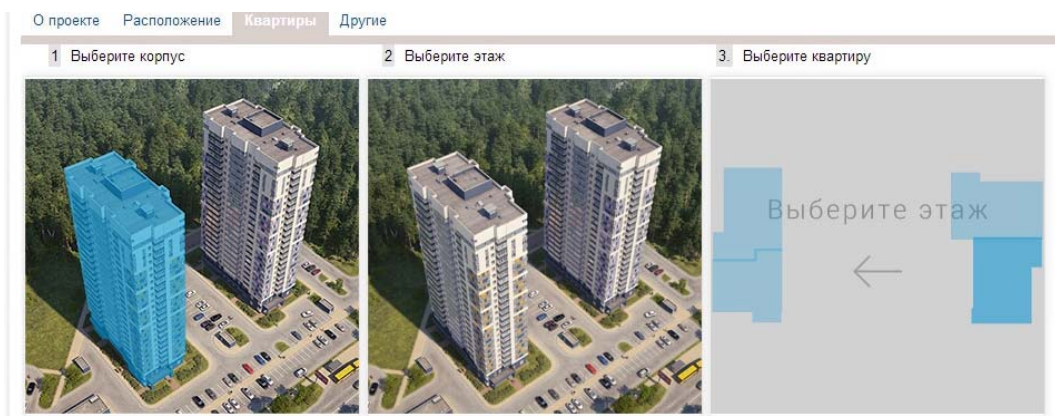 О проекте Расположение Квартиры Другие
1 Выберите корпус
2 Выберите этаж
3. Выберите квартиру
Выберите этаж